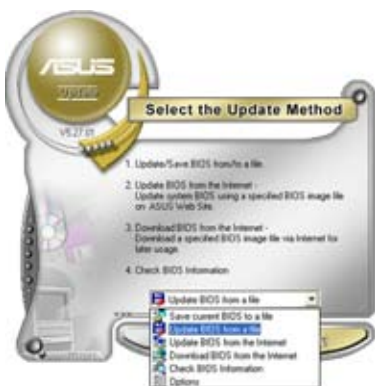 ASUS
Update
V5.27.01
Select the Update Method
1. Update/Save BIOS from/to a file
2. Update BIOS from the Internet -
Update system BIOS using a specified BIOS image file
on ASUS Web Site.
3. Download BIOS from the Internet -
Download a specified BIOS image file via Internet for
later usage.
4. Check BIOS Information
Update BIOS from a file
Save current BIOS to a file
Update BIOS from a file
Update BIOS from the Internet
Download BIOS from the Internet
Check BIOS Information
Options